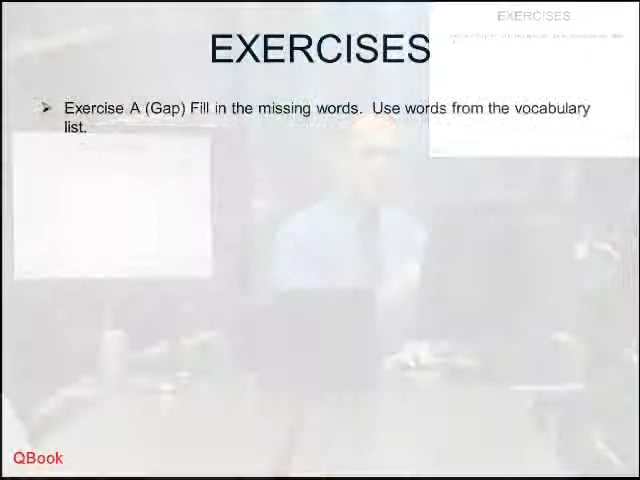 EXERCISES
EXERCISES
➢ Exercise A (Gap) Fill in the missing words. Use words from the vocabulary
list.
QBook